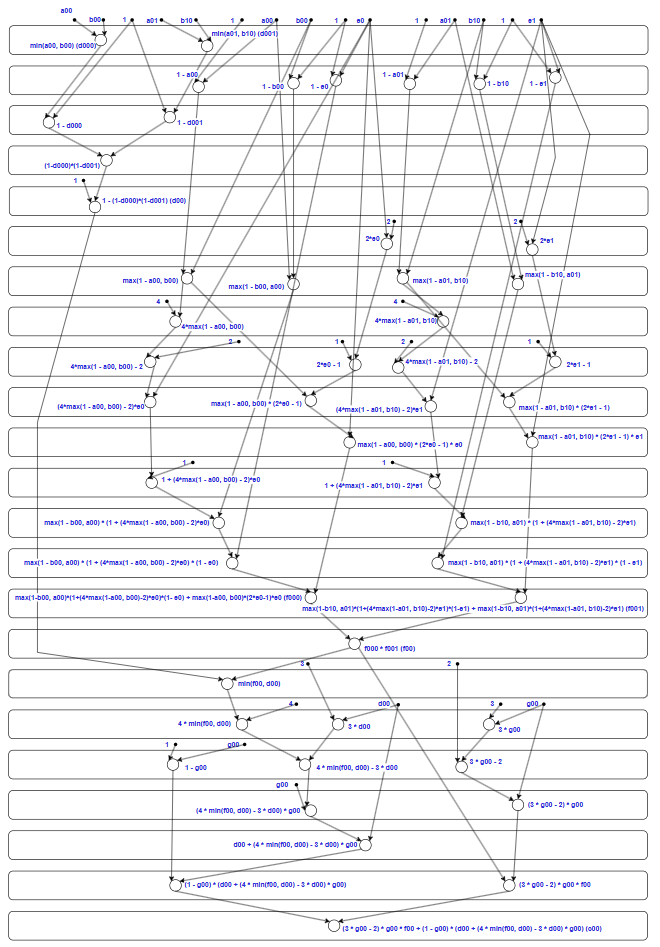 a00
b00
1
a01
b10
1
a00
b00
1
e0
1
a01
b10
1
e1
min(a00, b00) (d000)
min(a01, b10) (d001)
1 - a00
1 - b00
1 - e0
1 - a01
1 - b10
1 - e1
1 - d000
1 - d001
(1-d000)*(1-d001)
1
1 - (1-d000)*(1-d001) (d00)
2
2
2*e0
2*e1
max(1 - a00, b00)
max(1 - b00, a00)
max(1 - a01, b10)
max(1 - b10, a01)
4
4
4*max(1 - a00, b00)
4*max(1 - a01, b10)
2
1
2
1
4*max(1 - a00, b00) - 2
2*e0 - 1
4*max(1 - a01, b10) - 2
2*e1 - 1
(4*max(1 - a00, b00) - 2)*e0
max(1 - a00, b00) * (2*e0 - 1)
(4*max(1 - a01, b10) - 2)*e1
max(1 - a01, b10) * (2*e1 - 1)
max(1 - a00, b00) * (2*e0 - 1) * e0
max(1 - a01, b10) * (2*e1 - 1) * e1
1
1
1 + (4*max(1 - a00, b00) - 2)*e0
1 + (4*max(1 - a01, b10) - 2)*e1
max(1 - b00, a00) * (1 + (4*max(1 - a00, b00) - 2)*e0)
max(1 - b10, a01) * (1 + (4*max(1 - a01, b10) - 2)*e1)
max(1 - b00, a00) * (1 + (4*max(1 - a00, b00) - 2)*e0) * (1 - e0)
max(1 - b10, a01) * (1 + (4*max(1 - a01, b10) - 2)*e1) * (1 - e1)
max(1-b00, a00)*(1+(4*max(1-a00, b00)-2)*e0)*(1-e0) + max(1-a00, b00)*(2*e0-1)*e0 (f000)
max(1-b10, a01)*(1+(4*max(1-a01, b10)-2)*e1)*(1-e1) + max(1-a01, b10)*(1+(4*max(1-a01, b10)-2)*e1) (f001)
f000 * f001 (f00)
3
2
min(f00, d00)
4
d00
3
g00
4 * min(f00, d00)
3 * d00
3 * g00
1
g00
1 - g00
4 * min(f00, d00) - 3 * d00
3 * g00 - 2
g00
(4 * min(f00, d00) - 3 * d00) * g00
(3 * g00 - 2) * g00
d00 + (4 * min(f00, d00) - 3 * d00) * g00
(1 - g00) * (d00 + (4 * min(f00, d00) - 3 * d00) * g00)
(3 * g00 - 2) * g00 * f00
(3 * g00 - 2) * g00 * f00 + (1 - g00) * (d00 + (4 * min(f00, d00) - 3 * d00) * g00) (o00)